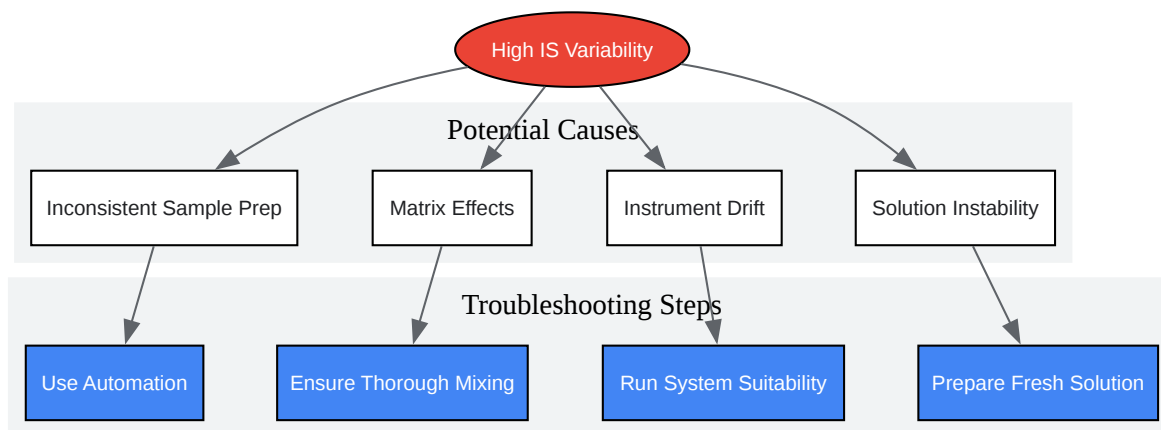 High IS Variability
Potential Causes
Inconsistent Sample Prep
Matrix Effects
Instrument Drift
Solution Instability
Troubleshooting Steps
Use Automation
Ensure Thorough Mixing
Run System Suitability
Prepare Fresh Solution